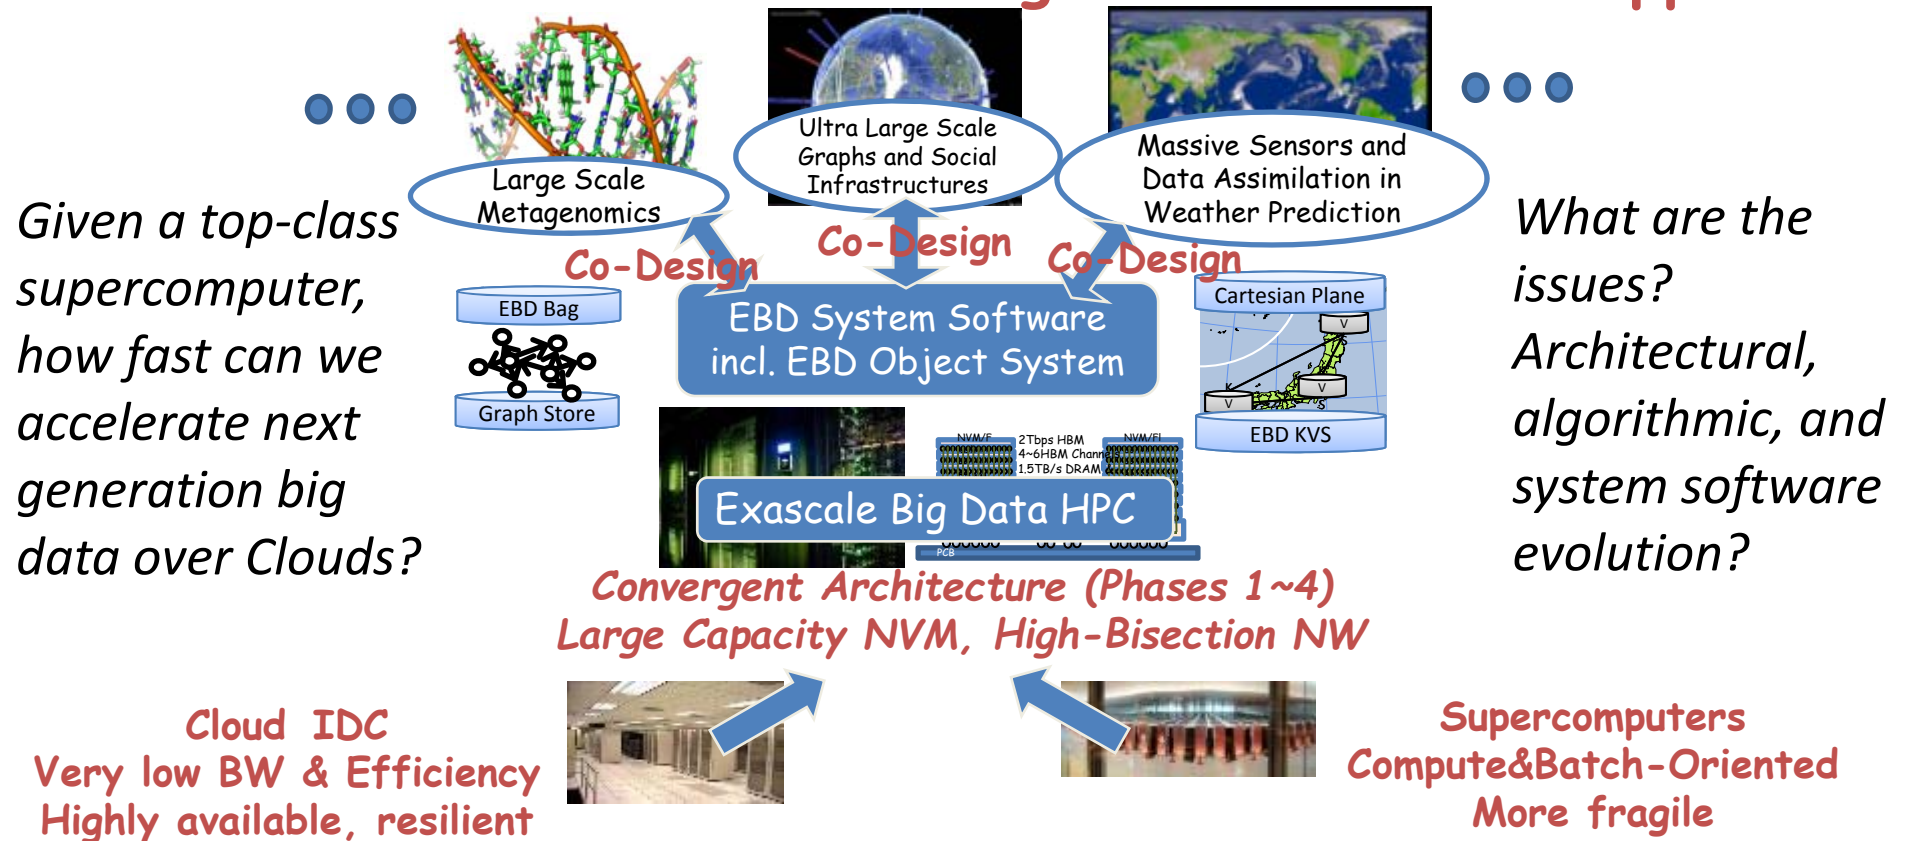 Ultra Large Scale
Graphs and Social
Infrastructures
Massive Sensors and
Data Assimilation in
Weather Prediction
Large Scale
Metagenomics
Given a top-class
supercomputer,
how fast can we
accelerate next
generation big
data over Clouds?
What are the
issues?
Architectural,
algorithmic, and
system software
evolution?
Co-Design
Co-Design
Co-Design
EBD Bag
Graph Store
EBD System Software
incl. EBD Object System
Cartesian Plane
V
K
V
S
V
EBD KVS
NVM/F
2Tbps HBM
4~6HBM Channels
1.5TB/s DRAM &
NVM/Fl
Exascale Big Data HPC
PCB
Convergent Architecture (Phases 1~4)
Large Capacity NVM, High-Bisection NW
Cloud IDC
Very low BW & Efficiency
Highly available, resilient
Supercomputers
Compute&Batch-Oriented
More fragile